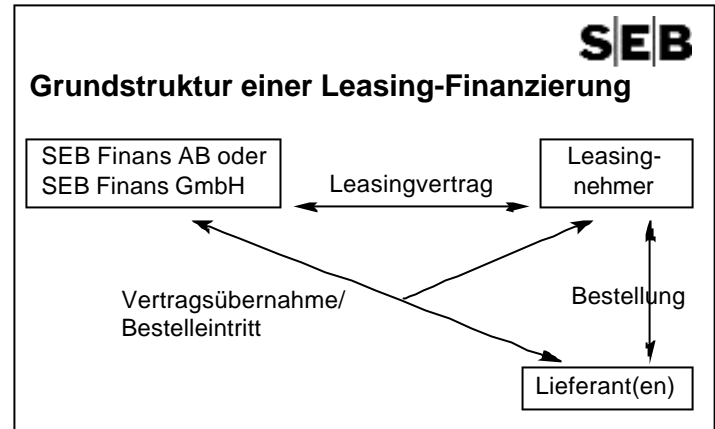 S|E|B
Grundstruktur einer Leasing-Finanzierung
SEB Finans AB oder
SEB Finans GmbH
Leasingvertrag
Leasing-
nehmer
Vertragsübernahme/
Bestelleintritt
Bestellung
Lieferant(en)